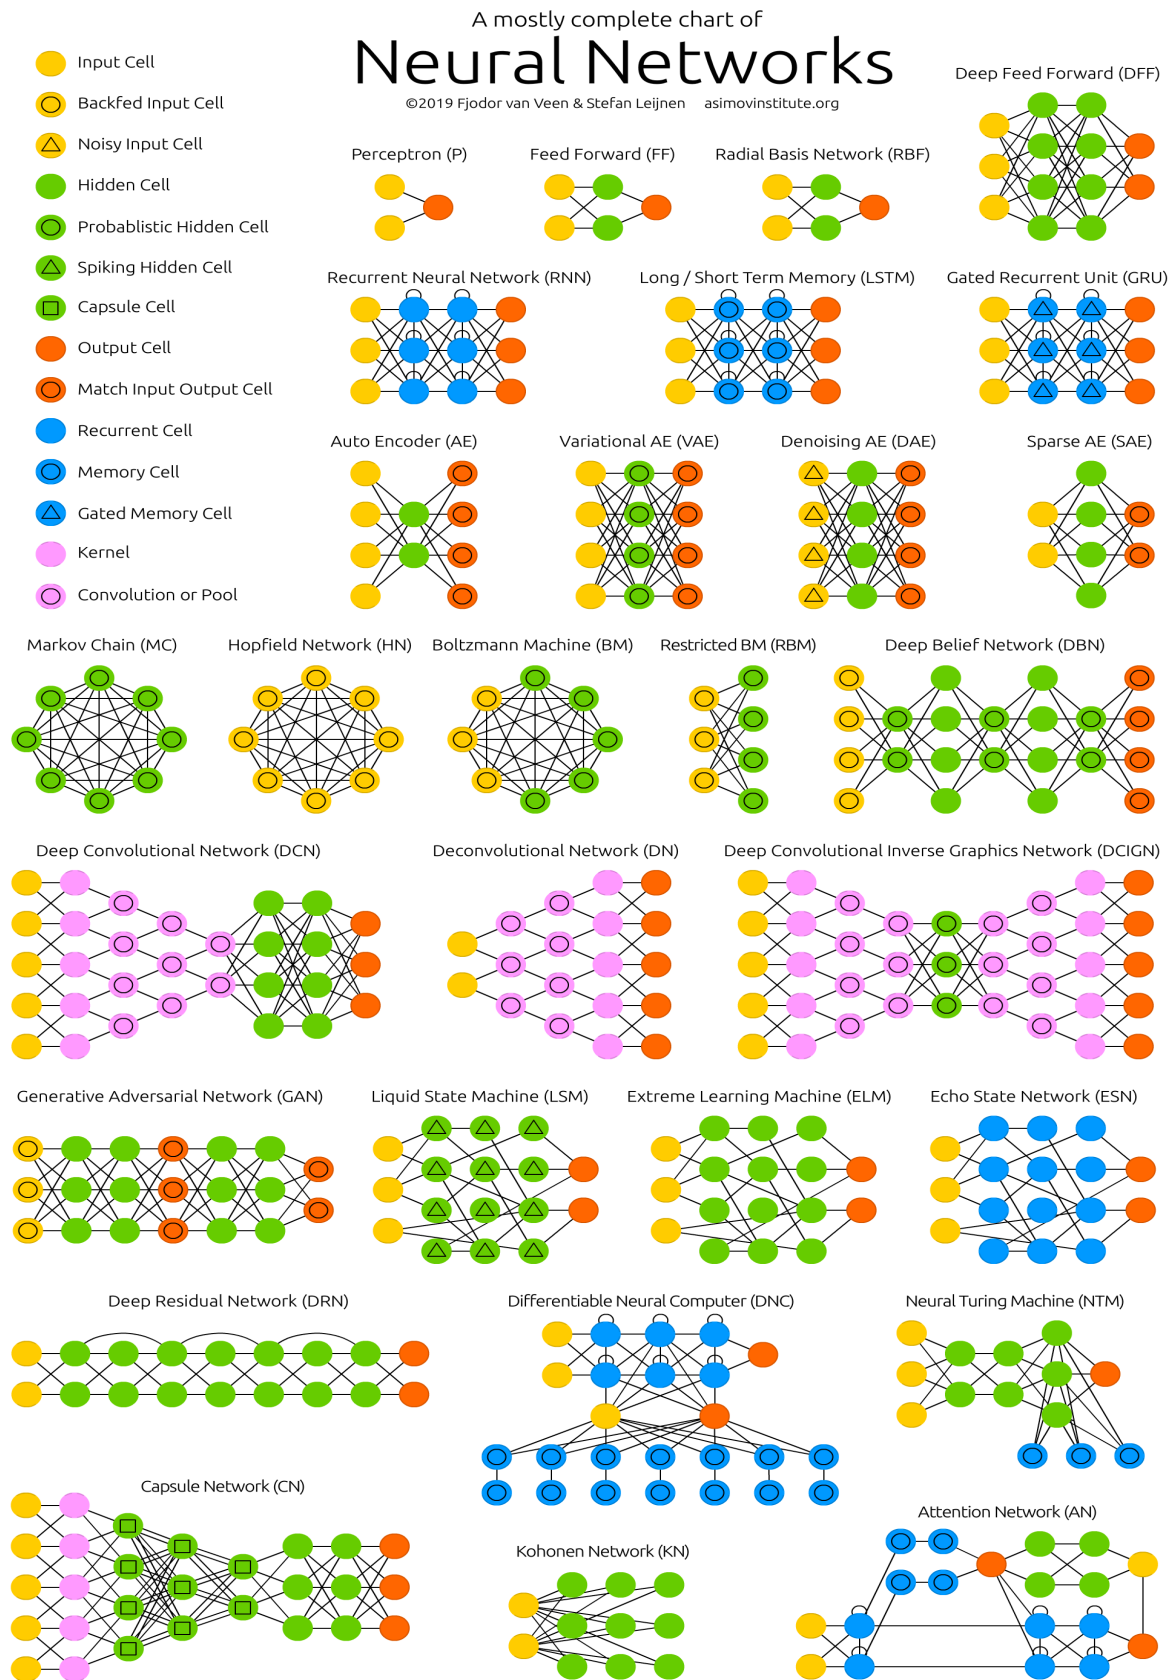 A mostly complete chart of
Neural Networks
©2019 Fjodor van Veen & Stefan Leijnen asimovinstitute.org
Input Cell
Backfed Input Cell
Noisy Input Cell
Hidden Cell
Probablistic Hidden Cell
Spiking Hidden Cell
Capsule Cell
Output Cell
Match Input Output Cell
Recurrent Cell
Memory Cell
Gated Memory Cell
Kernel
Convolution or Pool
Deep Feed Forward (DFF)
Perceptron (P)
Feed Forward (FF)
Radial Basis Network (RBF)
Recurrent Neural Network (RNN)
Long / Short Term Memory (LSTM)
Gated Recurrent Unit (GRU)
Auto Encoder (AE)
Variational AE (VAE)
Denoising AE (DAE)
Sparse AE (SAE)
Markov Chain (MC)
Hopfield Network (HN)
Boltzmann Machine (BM)
Restricted BM (RBM)
Deep Belief Network (DBN)
Deep Convolutional Network (DCN)
Deconvolutional Network (DN)
Deep Convolutional Inverse Graphics Network (DCIGN)
Generative Adversarial Network (GAN)
Liquid State Machine (LSM)
Extreme Learning Machine (ELM)
Echo State Network (ESN)
Deep Residual Network (DRN)
Differentiable Neural Computer (DNC)
Neural Turing Machine (NTM)
Capsule Network (CN)
Kohonen Network (KN)
Attention Network (AN)